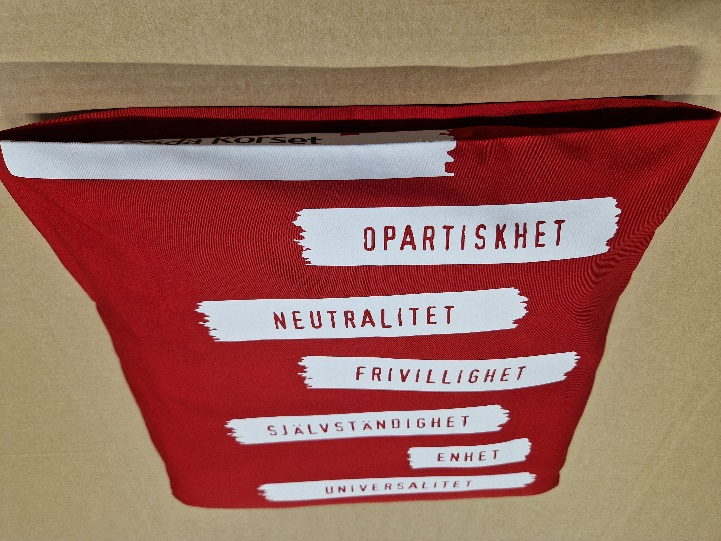 Korset
OPARTISKHET
NEUTRALITET
FRIVILLIGHET
SJÄLVSTÄNDIGHET
ENHET
UNIVERSALITET